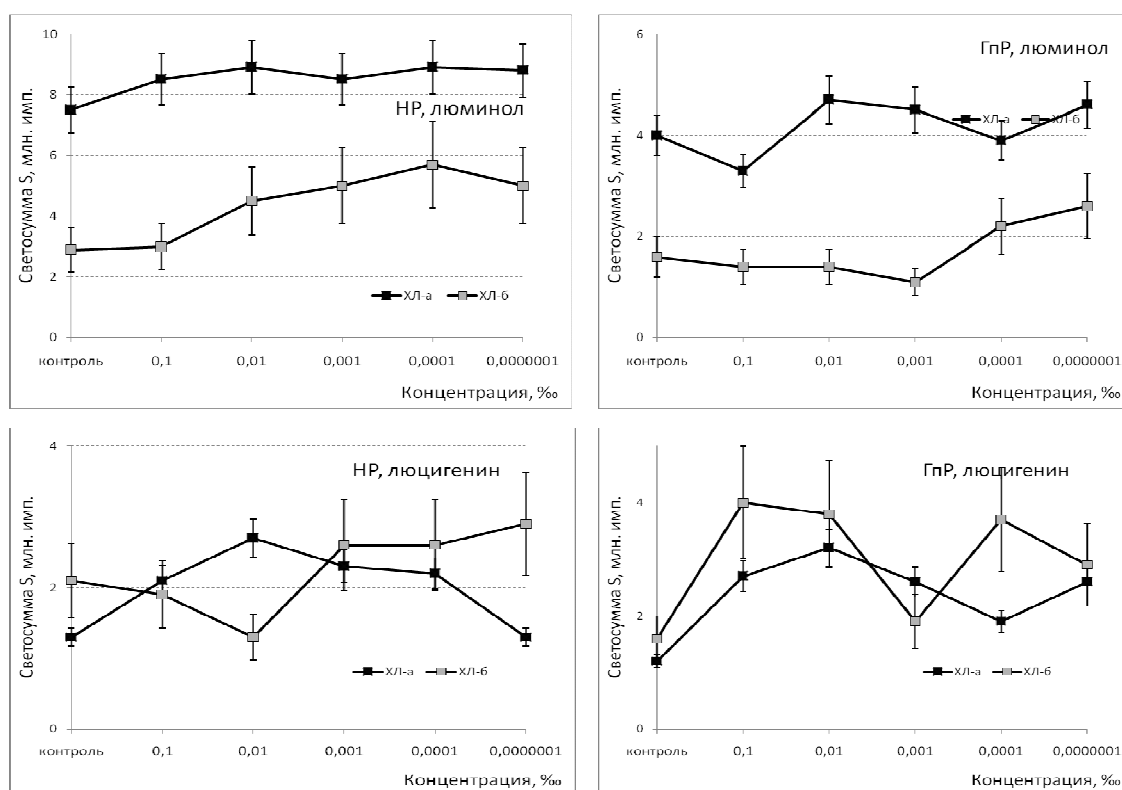 Светосумма S, млн. имп.
10
8
6
4
2
0
НР, люминол
ХЛ-а ХЛ-б
контроль 0,1 0,01 0,001 0,0001 0,0000001
Концентрация, ‰
Светосумма S, млн. имп.
6
4
2
0
ГпР, люминол
ХЛ-а ХЛ-б
контроль 0,1 0,01 0,001 0,0001 0,0000001
Концентрация, ‰
Светосумма S, млн. имп.
4
2
0
НР, люцигенин
ХЛ-а ХЛ-б
контроль 0,1 0,01 0,001 0,0001 0,0000001
Концентрация, ‰
Светосумма S, млн. имп.
4
2
0
ГпР, люцигенин
ХЛ-а ХЛ-б
контроль 0,1 0,01 0,001 0,0001 0,0000001
Концентрация, ‰